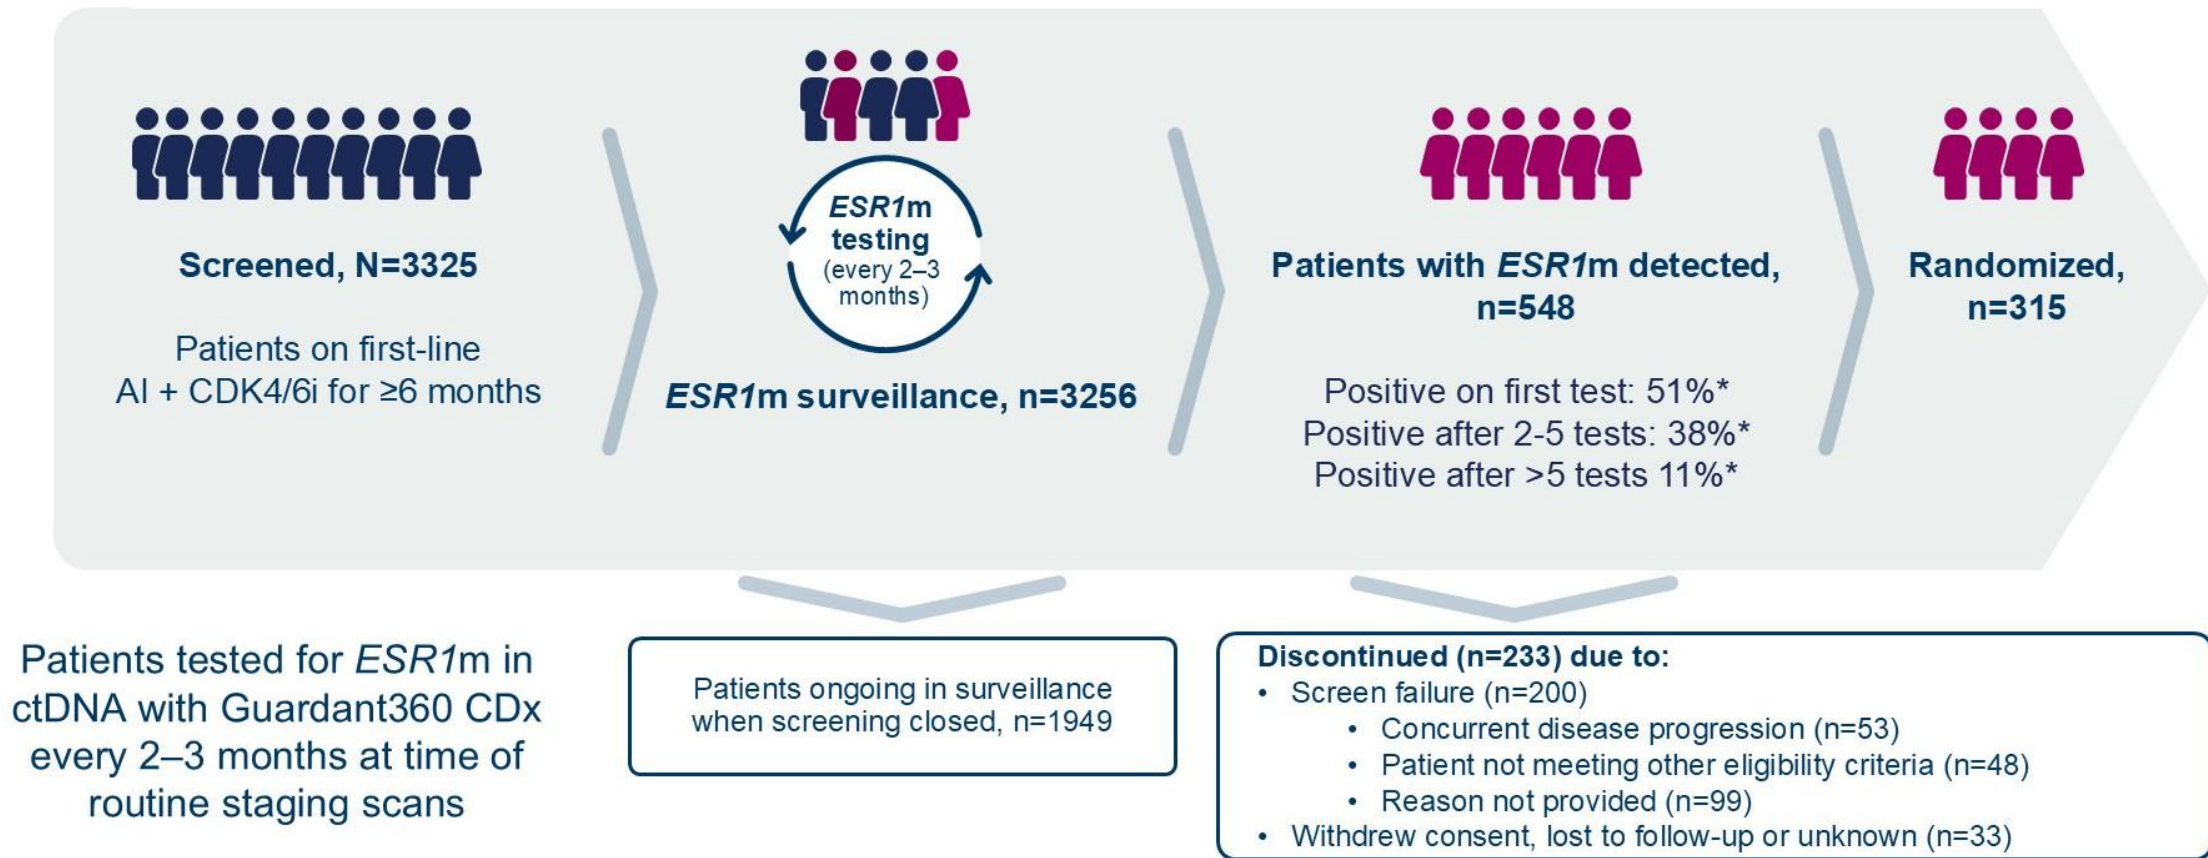 Screened, N=3325
Patients on first-line
AI + CDK4/6i for ≥6 months
ESR1m
testing
(every 2–3
months)
ESR1m surveillance, n=3256
Patients with ESR1m detected,
n=548
Positive on first test: 51%*
Positive after 2-5 tests: 38%*
Positive after >5 tests 11%*
Randomized,
n=315
Patients tested for ESR1m in
ctDNA with Guardant360 CDx
every 2–3 months at time of
routine staging scans
Patients ongoing in surveillance
when screening closed, n=1949
Discontinued (n=233) due to:
• Screen failure (n=200)
• Concurrent disease progression (n=53)
• Patient not meeting other eligibility criteria (n=48)
• Reason not provided (n=99)
• Withdrew consent, lost to follow-up or unknown (n=33)